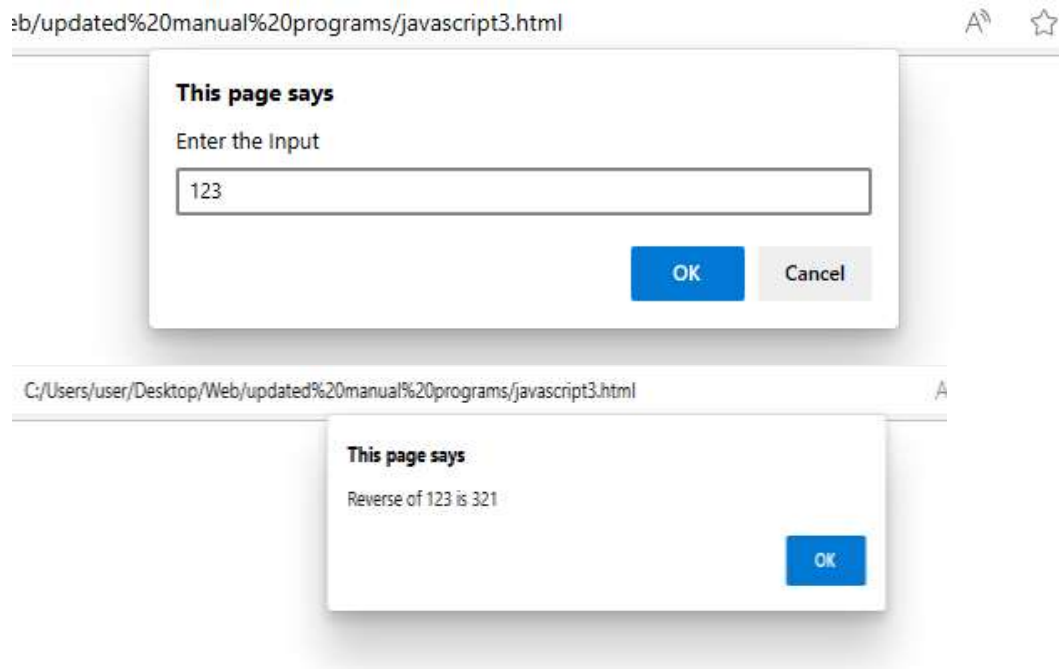 eb/updated%20manual%20programs/javascript3.html
This page says
Enter the Input
123
OK Cancel
C:/Users/user/Desktop/Web/updated%20manual%20programs/javascript3.html
This page says
Reverse of 123 is 321
OK